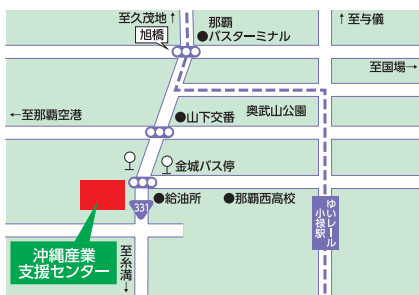 至久茂地↑
那覇
バスターミナル
↑至与儀
旭橋
至国場→
←至那覇空港
山下交番
奥武山公園
金城バス停
給油所
那覇西高校
331
ゆいレール
小禄駅
沖縄産業
支援センター
至糸満↓